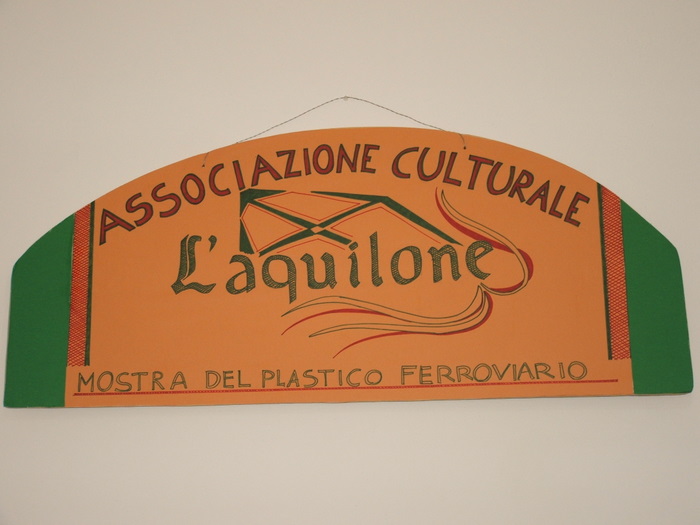 ASSOCIAZIONE CULTURALE
L'aquilone
MOSTRA DEL PLASTICO FERROVIARIO